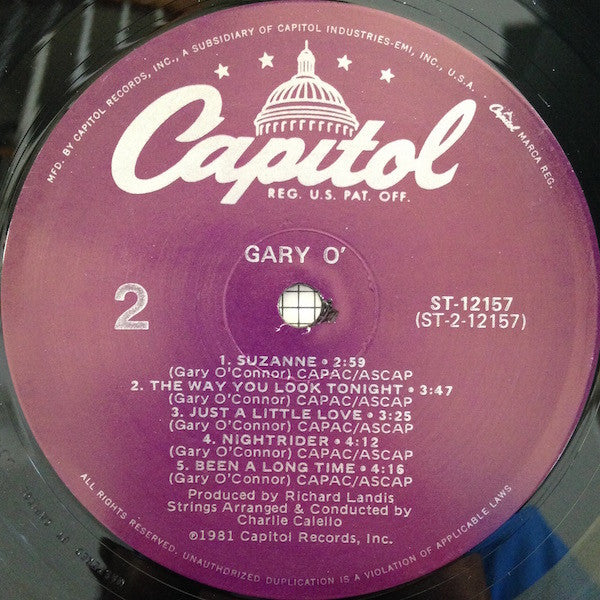 MFD. BY CAPITOL RECORDS, INC., A SUBSIDIARY OF CAPITOL INDUSTRIES-EMI, INC., U.S.A.
Capitol MARCA REG.
Capitol
REG. U.S. PAT. OFF.
GARY O'
2
ST-12157
(ST-2-12157)
1. SUZANNE • 2:59
(Gary O'Connor) CAPAC/ASCAP
2. THE WAY YOU LOOK TONIGHT • 3:47
(Gary O'Connor) CAPAC/ASCAP
3. JUST A LITTLE LOVE • 3:25
(Gary O'Connor) CAPAC/ASCAP
4. NIGHTRIDER • 4:12
(Gary O'Connor) CAPAC/ASCAP
5. BEEN A LONG TIME • 4:16
(Gary O'Connor) CAPAC/ASCAP
Produced by Richard Landis
Strings Arranged & Conducted by
Charlie Calello
©1981 Capitol Records, Inc.
ALL RIGHTS RESERVED. UNAUTHORIZED DUPLICATION IS A VIOLATION OF APPLICABLE LAWS